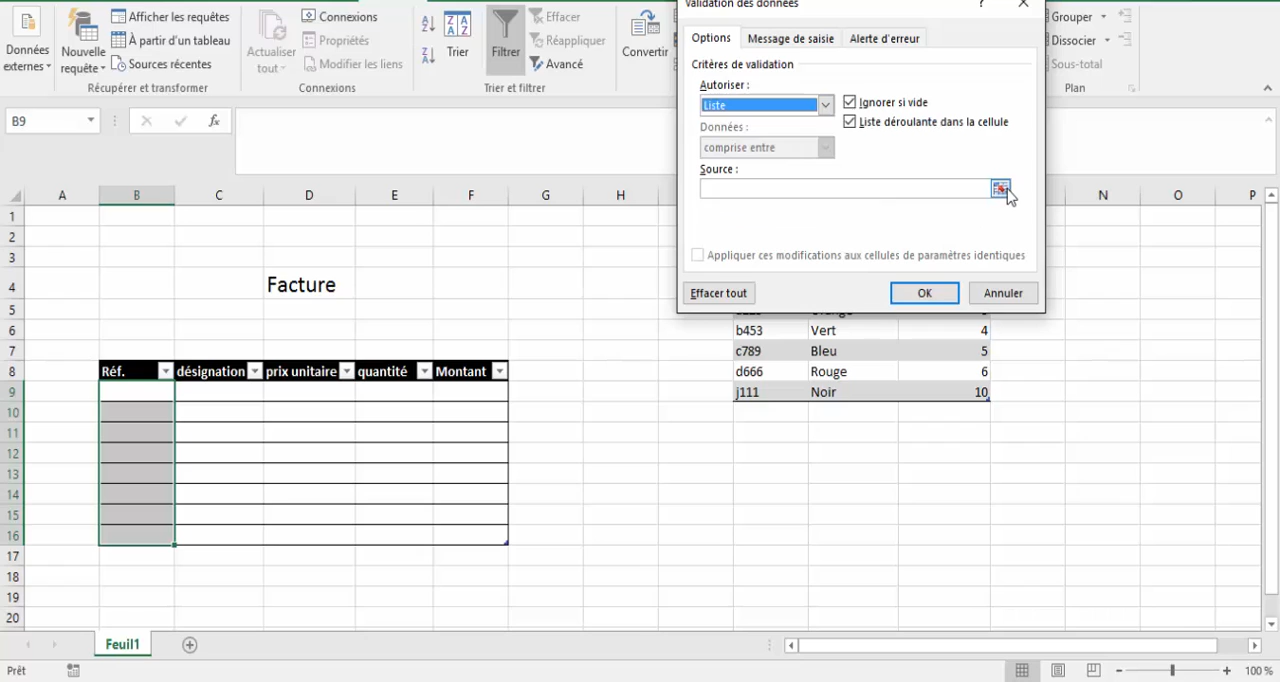 Validation des données ?
Données externes
Nouvelle requête
Afficher les requêtes
À partir d'un tableau
Sources récentes
Récupérer et transformer
Actualiser tout
Connexions
Propriétés
Modifier les liens
Connexions
Trier
Filtrer
Effacer
Réappliquer
Avancé
Trier et filtrer
Convertir
Grouper
Dissocier
Sous-total
Plan
Options Message de saisie Alerte d'erreur
Critères de validation
Autoriser :
Liste
Ignorer si vide
Liste déroulante dans la cellule
Données :
comprise entre
Source :
Appliquer ces modifications aux cellules de paramètres identiques
Effacer tout OK Annuler
B9
fx
A B C D E F G H N O P
1
2
3
4 Facture
5
6 b453 Vert 4
7 c789 Bleu 5
8 Réf. désignation prix unitaire quantité Montant d666 Rouge 6
9 j111 Noir 10
10
11
12
13
14
15
16
17
18
19
20
Feuil1
Prêt
100 %